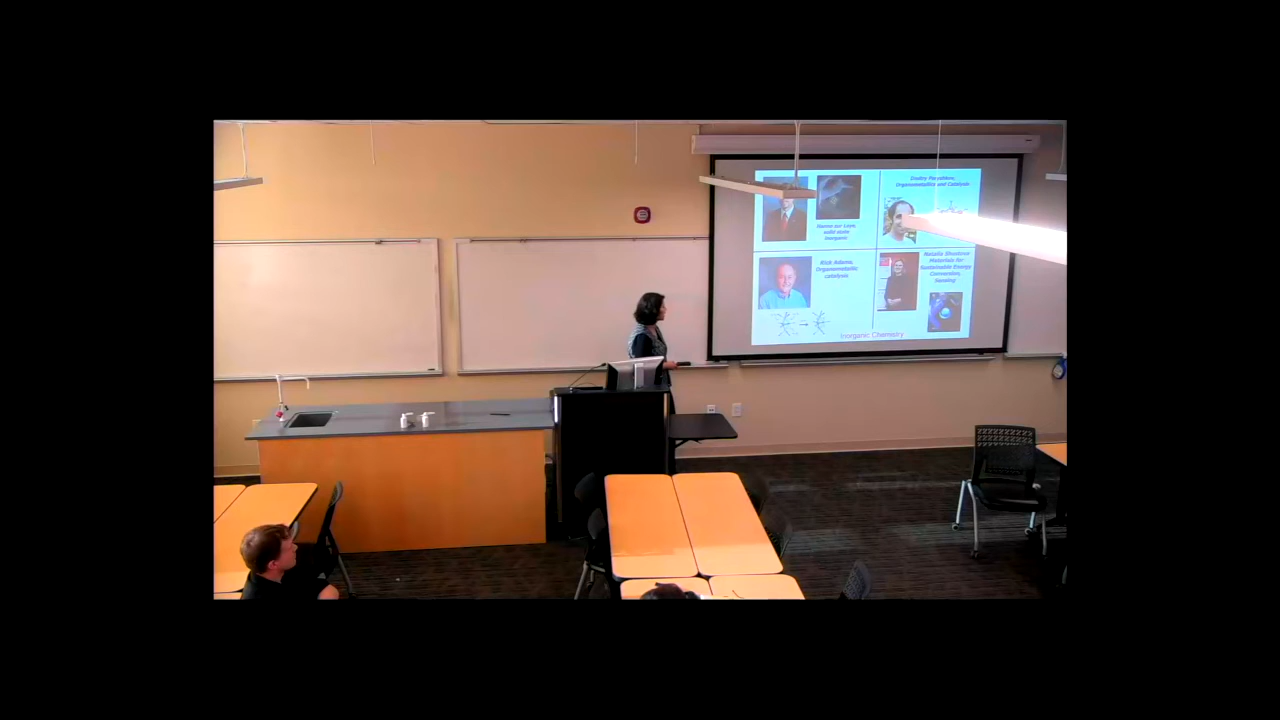 Hanno zur Loye,
solid state
inorganic
Dmitry Peryshkov,
Organometallics and Catalysis
Rick Adams,
Organometallic
catalysis
Natalia Shustova
Materials for
Sustainable Energy
Conversion,
Sensing
Inorganic Chemistry